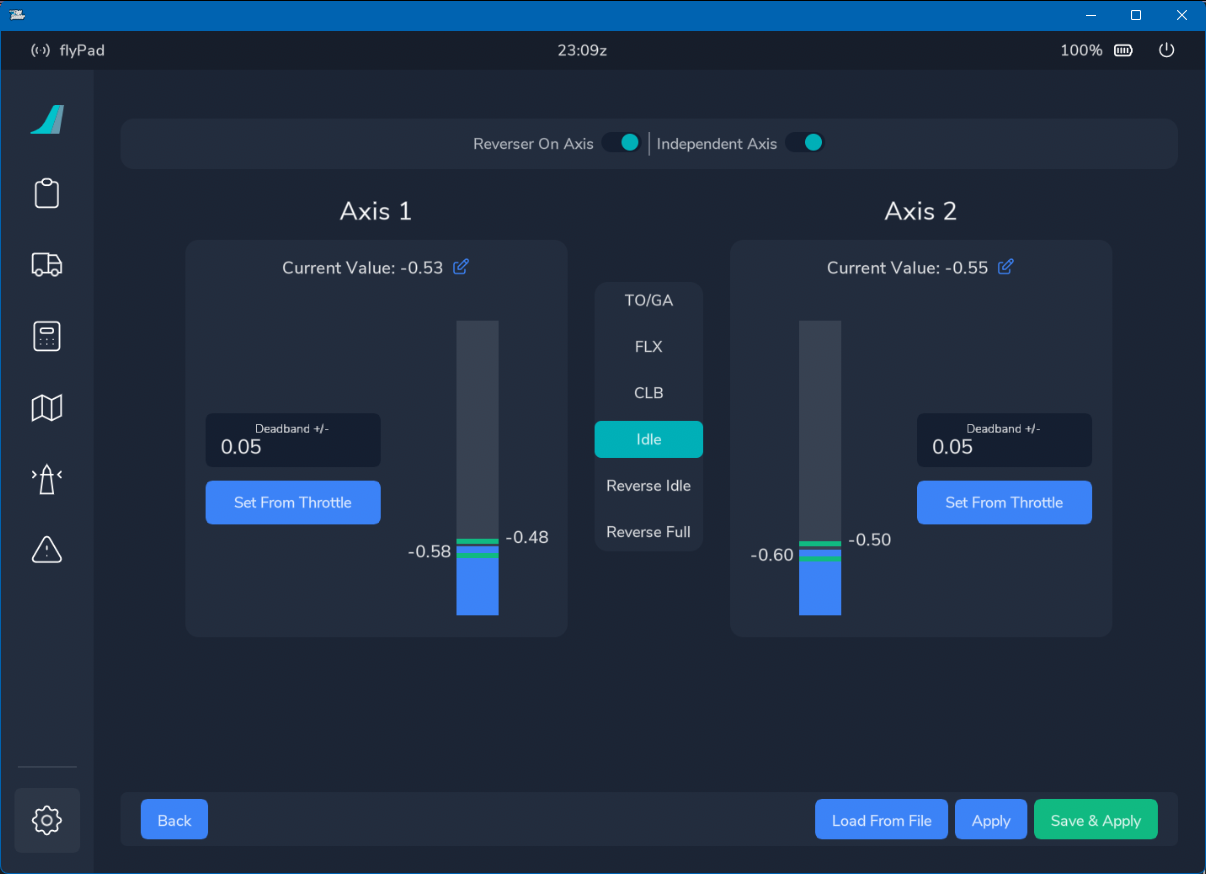 flyPad
23:09z
100%
Reverser On Axis
Independent Axis
Axis 1
Axis 2
Current Value: -0.53
Current Value: -0.55
TO/GA
FLX
CLB
Idle
Reverse Idle
Reverse Full
Deadband +/-
0.05
Set From Throttle
-0.58
-0.48
Deadband +/-
0.05
Set From Throttle
-0.60
-0.50
Back
Load From File
Apply
Save & Apply